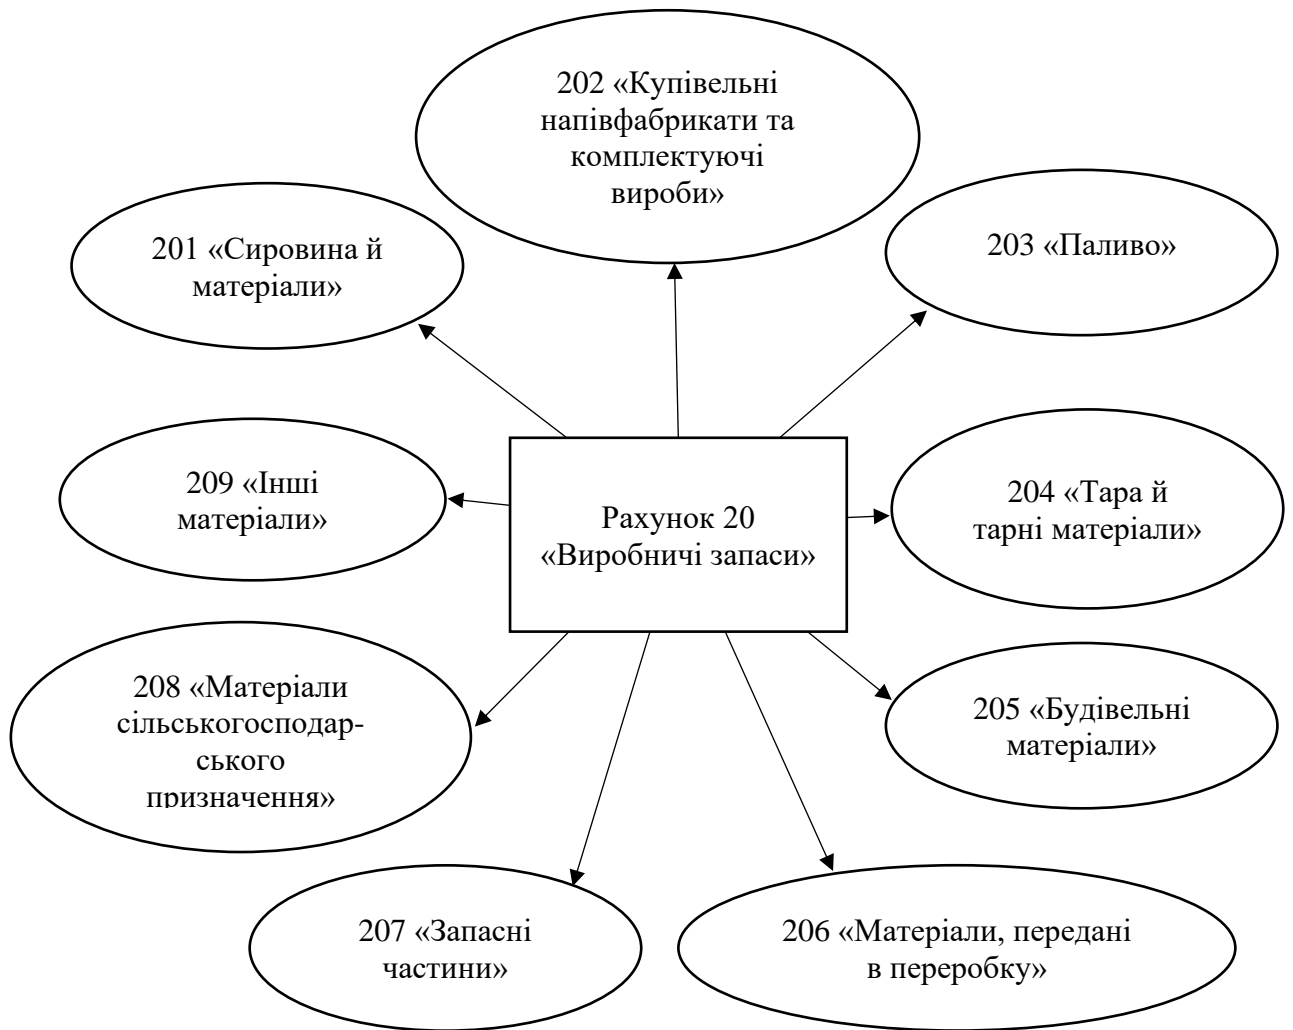 202 «Купівельні
напівфабрикати та
комплектуючі
вироби»
201 «Сировина й
матеріали»
203 «Паливо»
209 «Інші
матеріали»
Рахунок 20
«Виробничі запаси»
204 «Тара й
тарні матеріали»
208 «Матеріали
сільськогосподар-
ського
призначення»
205 «Будівельні
матеріали»
207 «Запасні
частини»
206 «Матеріали, передані
в переробку»